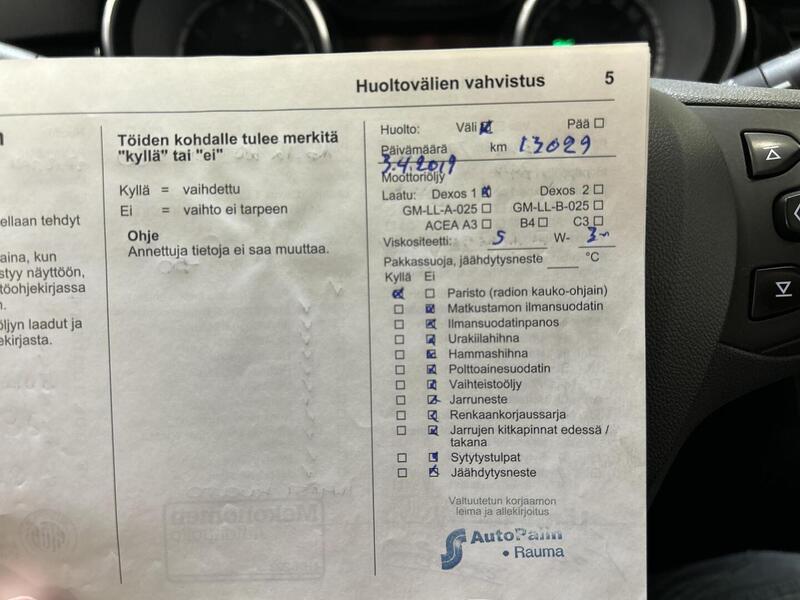 Huoltovälien vahvistus 5
Töiden kohdalle tulee merkitä
"kyllä" tai "ei"
Kyllä = vaihdettu
Ei = vaihto ei tarpeen
Ohje
Annettuja tietoja ei saa muuttaa.
ellaan tehdyt
aina, kun
styy näyttöön,
töohjekirjassa
n.
ljyn laadut ja
ekirjasta.
Huolto: Väli Pää
Päivämäärä km 13029
3.4.2019
Moottoriöljy
Laatu: Dexos 1 Dexos 2
GM-LL-A-025 GM-LL-B-025
ACEA A3 B4 C3
Viskositeetti: 5 W- 3
Pakkassuoja, jäähdytysneste °C
Kyllä Ei
Paristo (radion kauko-ohjain)
Matkustamon ilmansuodatin
Ilmansuodatinpanos
Urakiilahihna
Hammashihna
Polttoainesuodatin
Vaihteistoöljy
Jarruneste
Renkaankorjaussarja
Jarrujen kitkapinnat edessä /
takana
Sytytystulpat
Jäähdytysneste
Valtuutetun korjaamon
leima ja allekirjoitus
AutoPalin
• Rauma